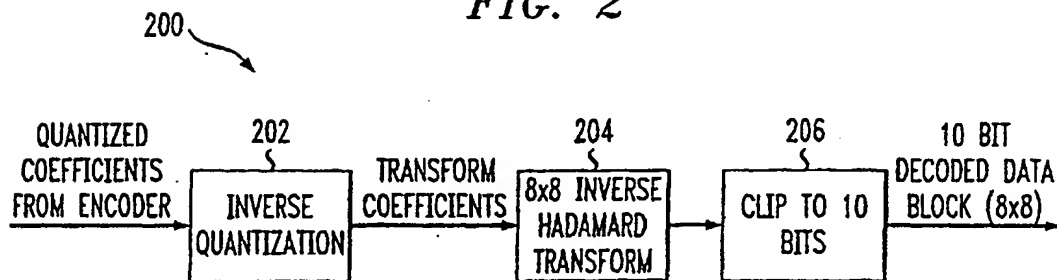 FIG. 2
200
QUANTIZED
COEFFICIENTS
FROM ENCODER
202
INVERSE
QUANTIZATION
TRANSFORM
COEFFICIENTS
204
8x8 INVERSE
HADAMARD
TRANSFORM
206
CLIP TO 10
BITS
10 BIT
DECODED DATA
BLOCK (8x8)